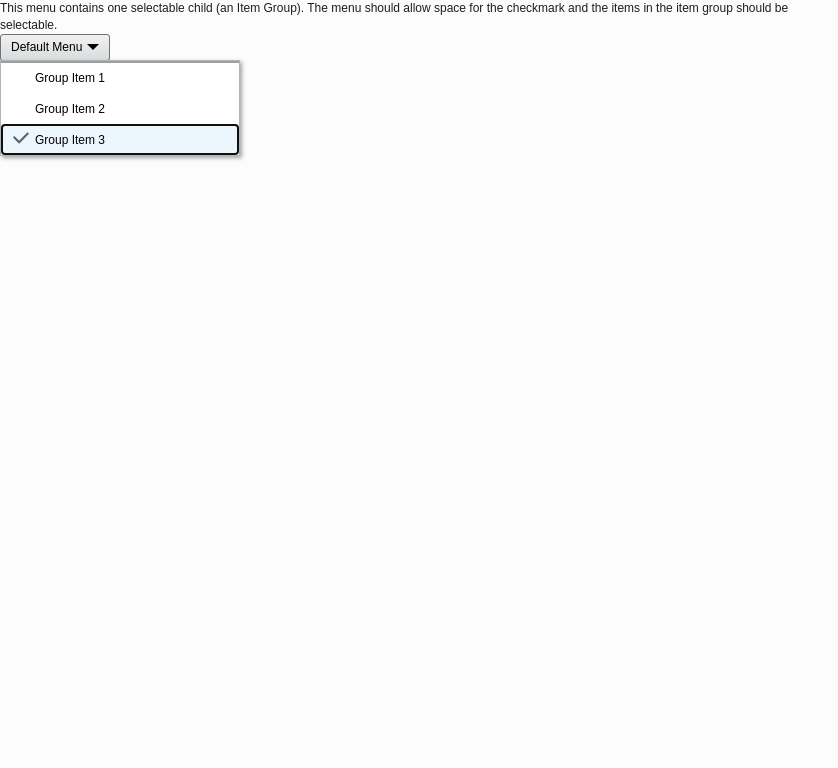 This menu contains one selectable child (an Item Group). The menu should allow space for the checkmark and the items in the item group should be
selectable.
Default Menu
Group Item 1
Group Item 2
Group Item 3